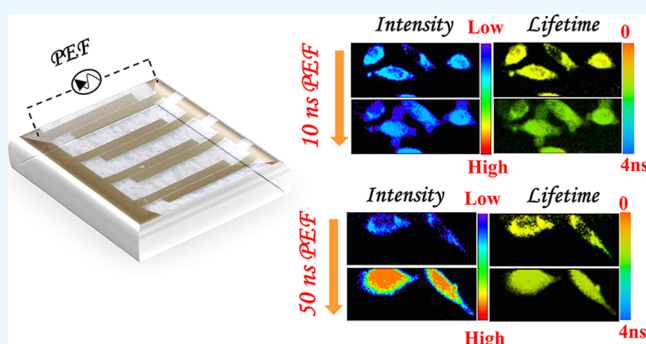 PEF
Intensity
Low
Lifetime
0
10 ns PEF
High
4ns
Intensity
Low
Lifetime
0
50 ns PEF
High
4ns